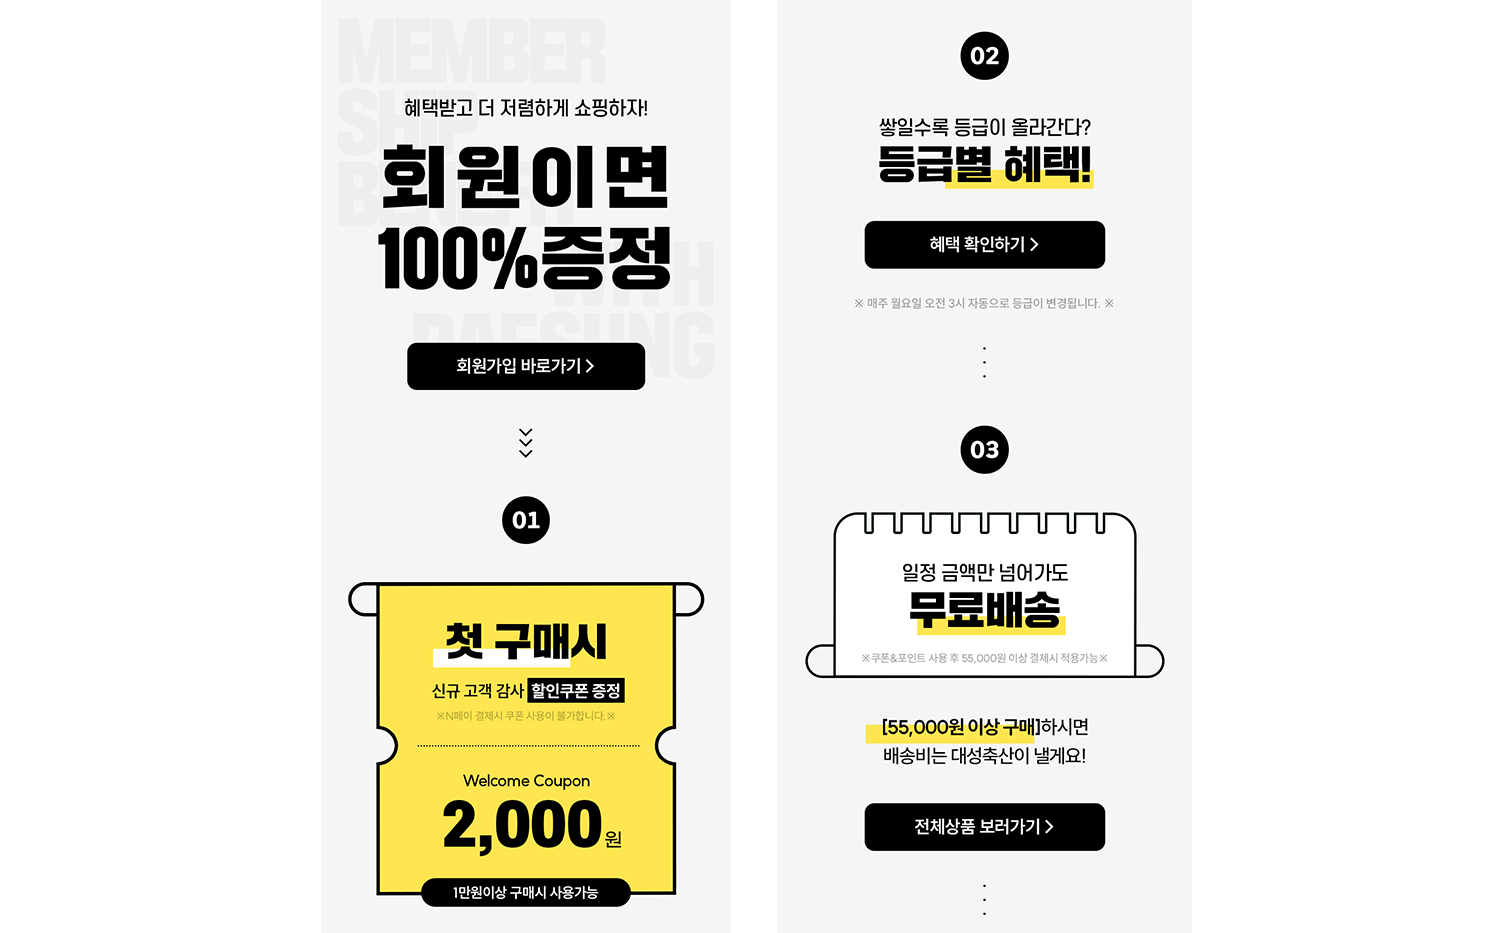 MEMBER
SHIP
BENEFIT
WITH
DAESUNG
혜택받고 더 저렴하게 쇼핑하자!
회원이면
100%증정
회원가입 바로가기 >
01
첫 구매시
신규 고객 감사 할인쿠폰 증정
※N페이 결제시 쿠폰 사용이 불가합니다.※
Welcome Coupon
2,000원
1만원이상 구매시 사용가능
02
쌓일수록 등급이 올라간다?
등급별 혜택!
혜택 확인하기 >
※ 매주 월요일 오전 3시 자동으로 등급이 변경됩니다. ※
03
일정 금액만 넘어가도
무료배송
※쿠폰&포인트 사용 후 55,000원 이상 결제시 적용가능※
[55,000원 이상 구매]하시면
배송비는 대성축산이 낼게요!
전체상품 보러가기 >